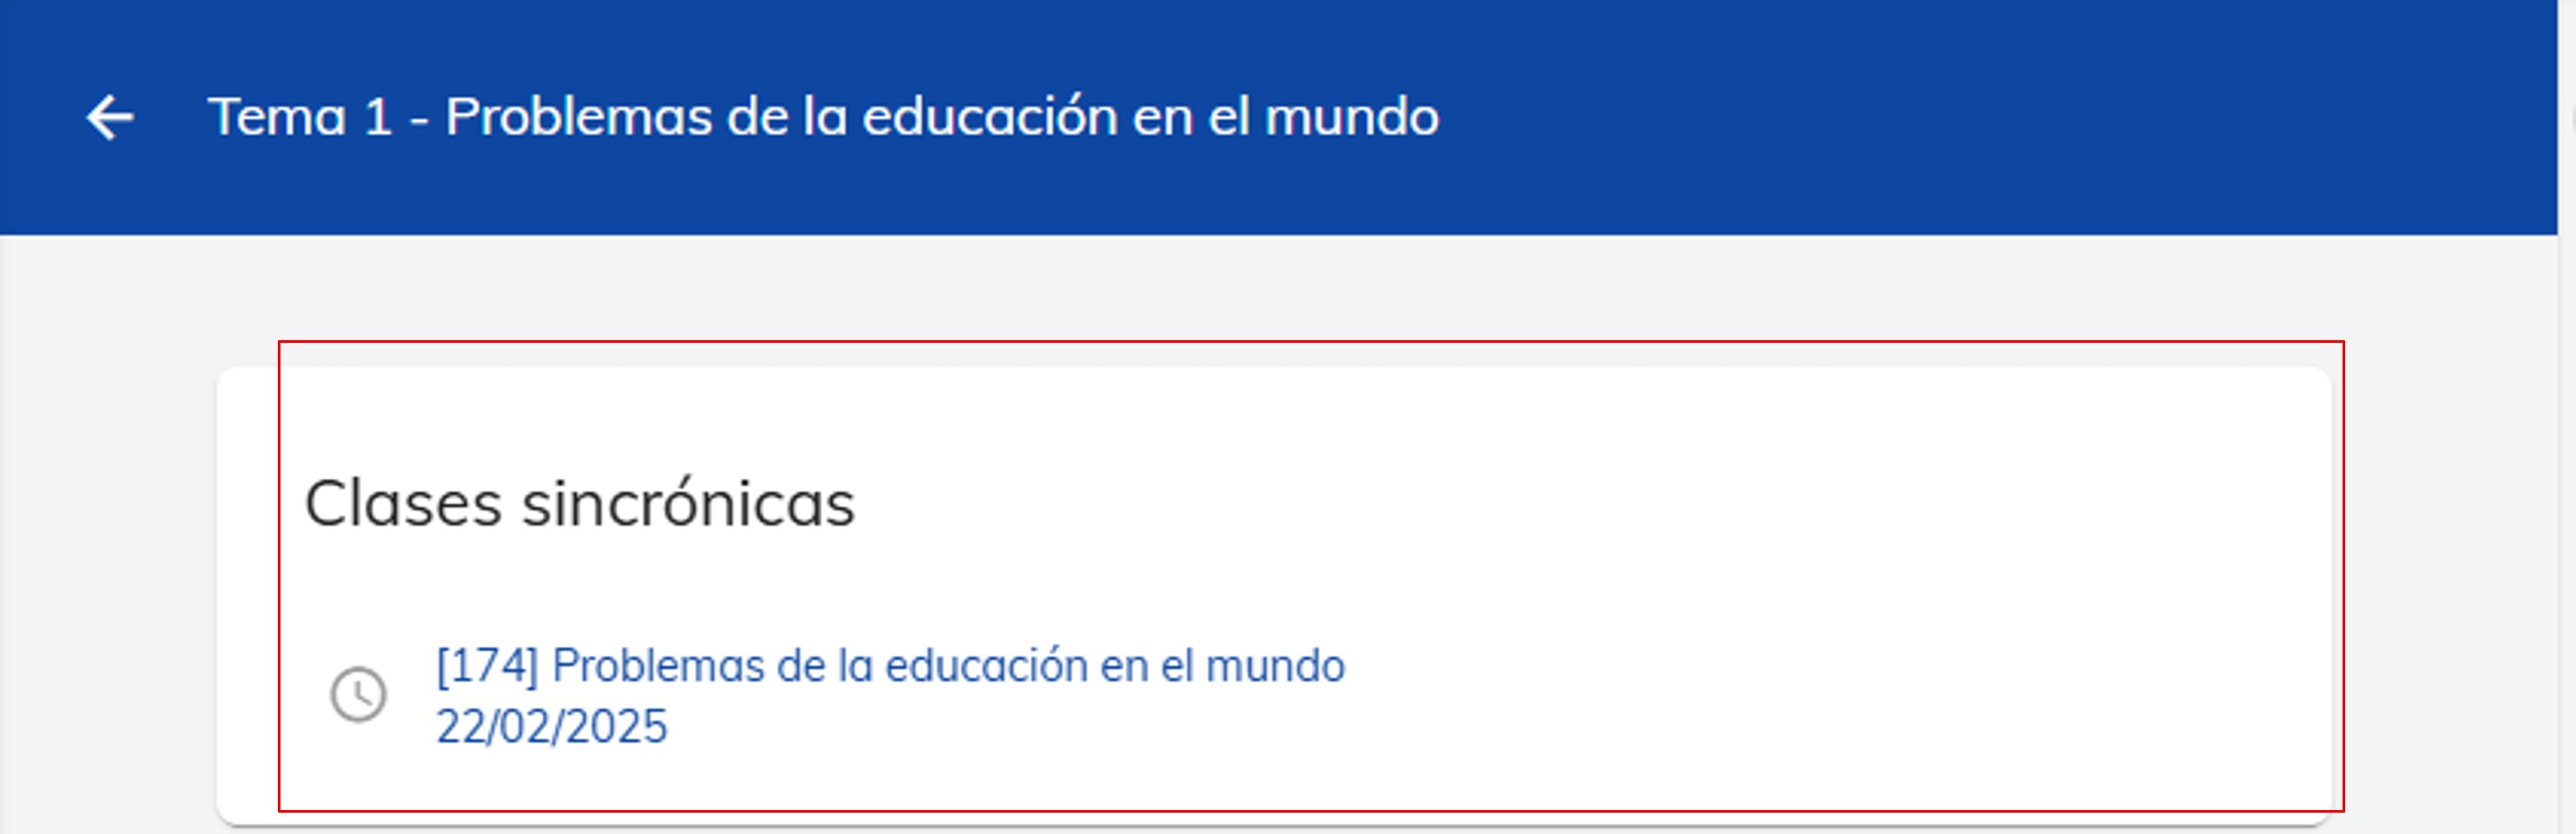 Tema 1 - Problemas de la educación en el mundo
Clases sincrónicas
[174] Problemas de la educación en el mundo
22/02/2025